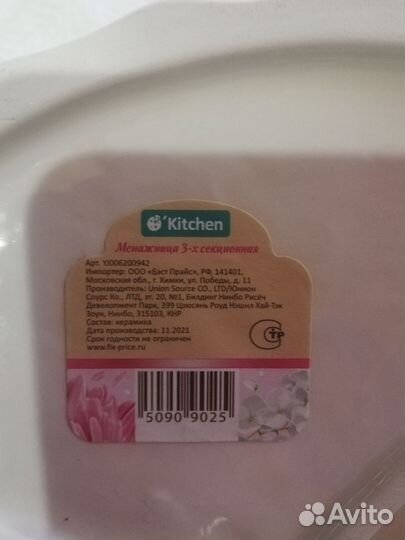 Kitchen
Менажница 3-х секционная
Арт. YJ006200942
Импортер: ООО «Бэст Прайс», РФ, 141401,
Московская обл., г. Химки, ул. Победы, д. 11
Производитель: Union Source CO., LTD/Юнион
Соурс Ко., ЛТД, эт. 20, №1, Билдинг Нинбо Рисёч
Девелопмент Парк, 399 Цзюсянь Роуд Нэшнл Хай-Тэк
Зоун, Нинбо, 315103, КНР
Состав: керамика
Дата производства: 11.2021
Срок годности не ограничен
www.fix-price.ru
СТР
5090 9025
Avito